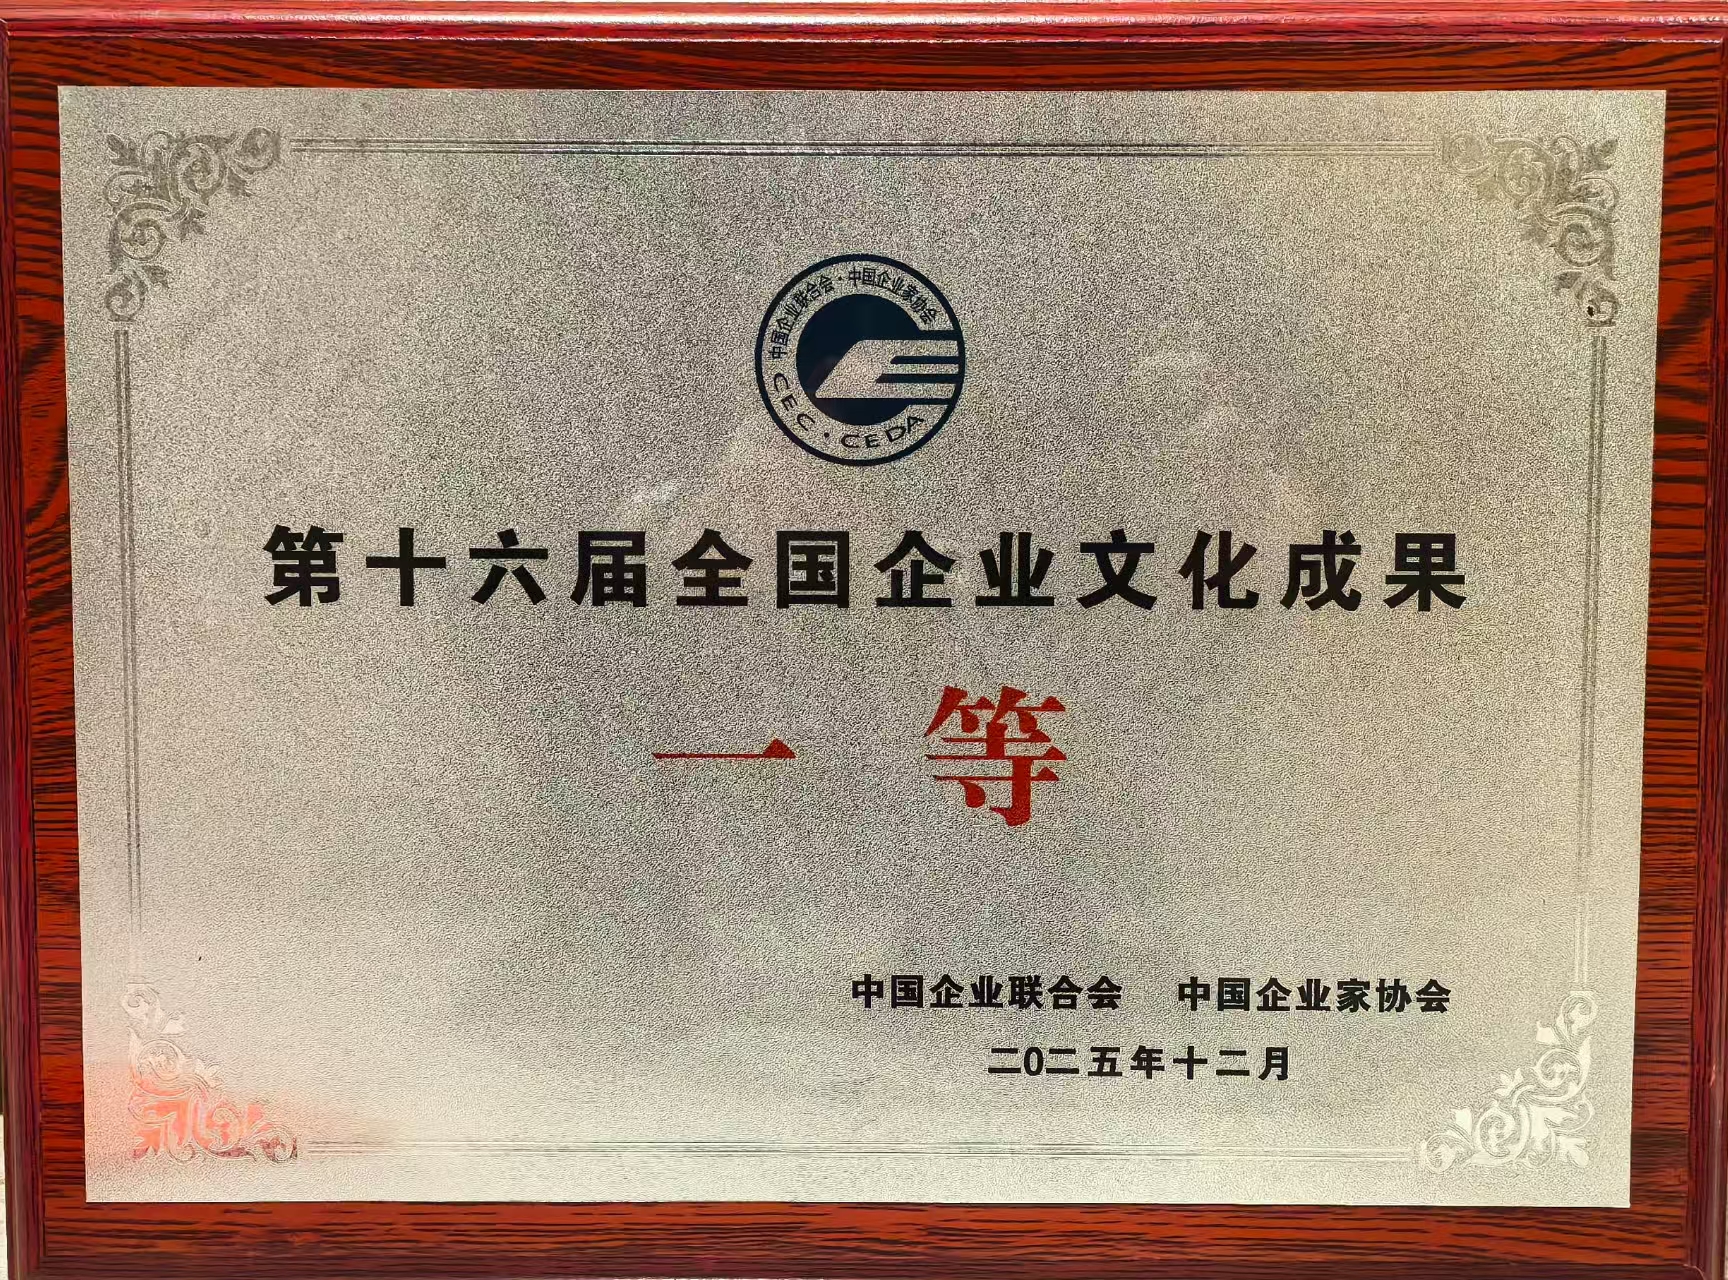 中国企业联合会·中国企业家协会
CEC·CEDA
第十六届全国企业文化成果
一 等
中国企业联合会 中国企业家协会
二0二五年十二月